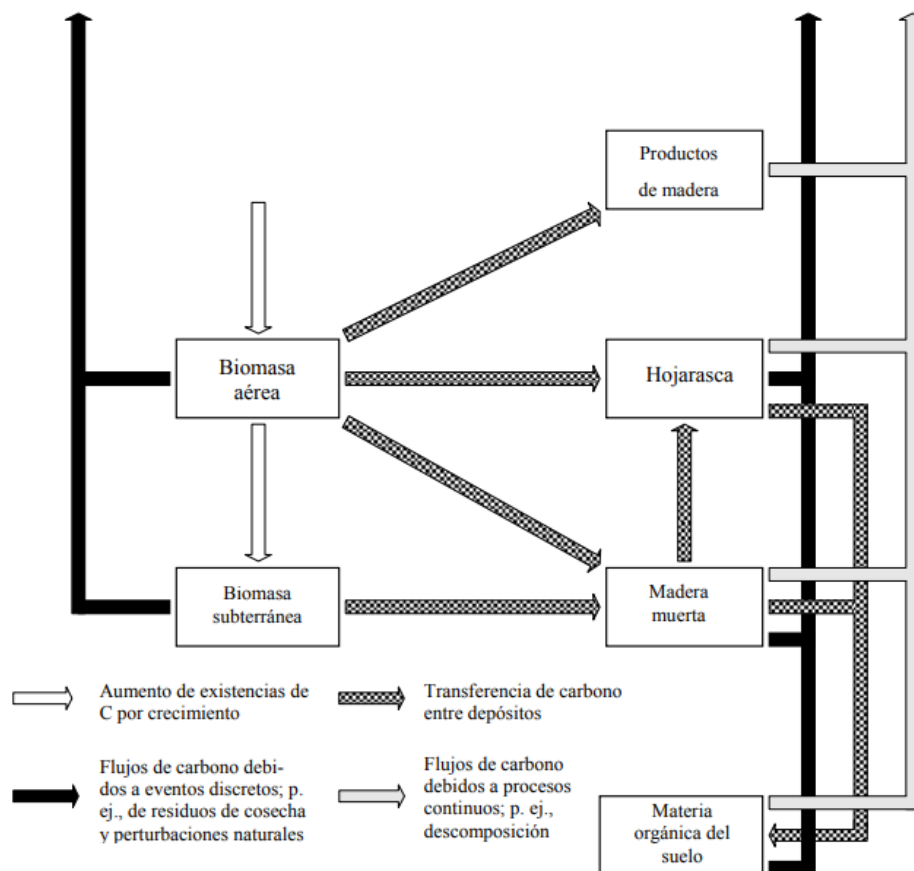 Productos
de madera
Biomasa
aérea
Hojarasca
Biomasa
subterránea
Madera
muerta
Aumento de existencias de
C por crecimiento
Transferencia de carbono
entre depósitos
Flujos de carbono debi-
dos a eventos discretos; p.
ej., de residuos de cosecha
y perturbaciones naturales
Flujos de carbono
debidos a procesos
continuos; p. ej.,
descomposición
Materia
orgánica del
suelo